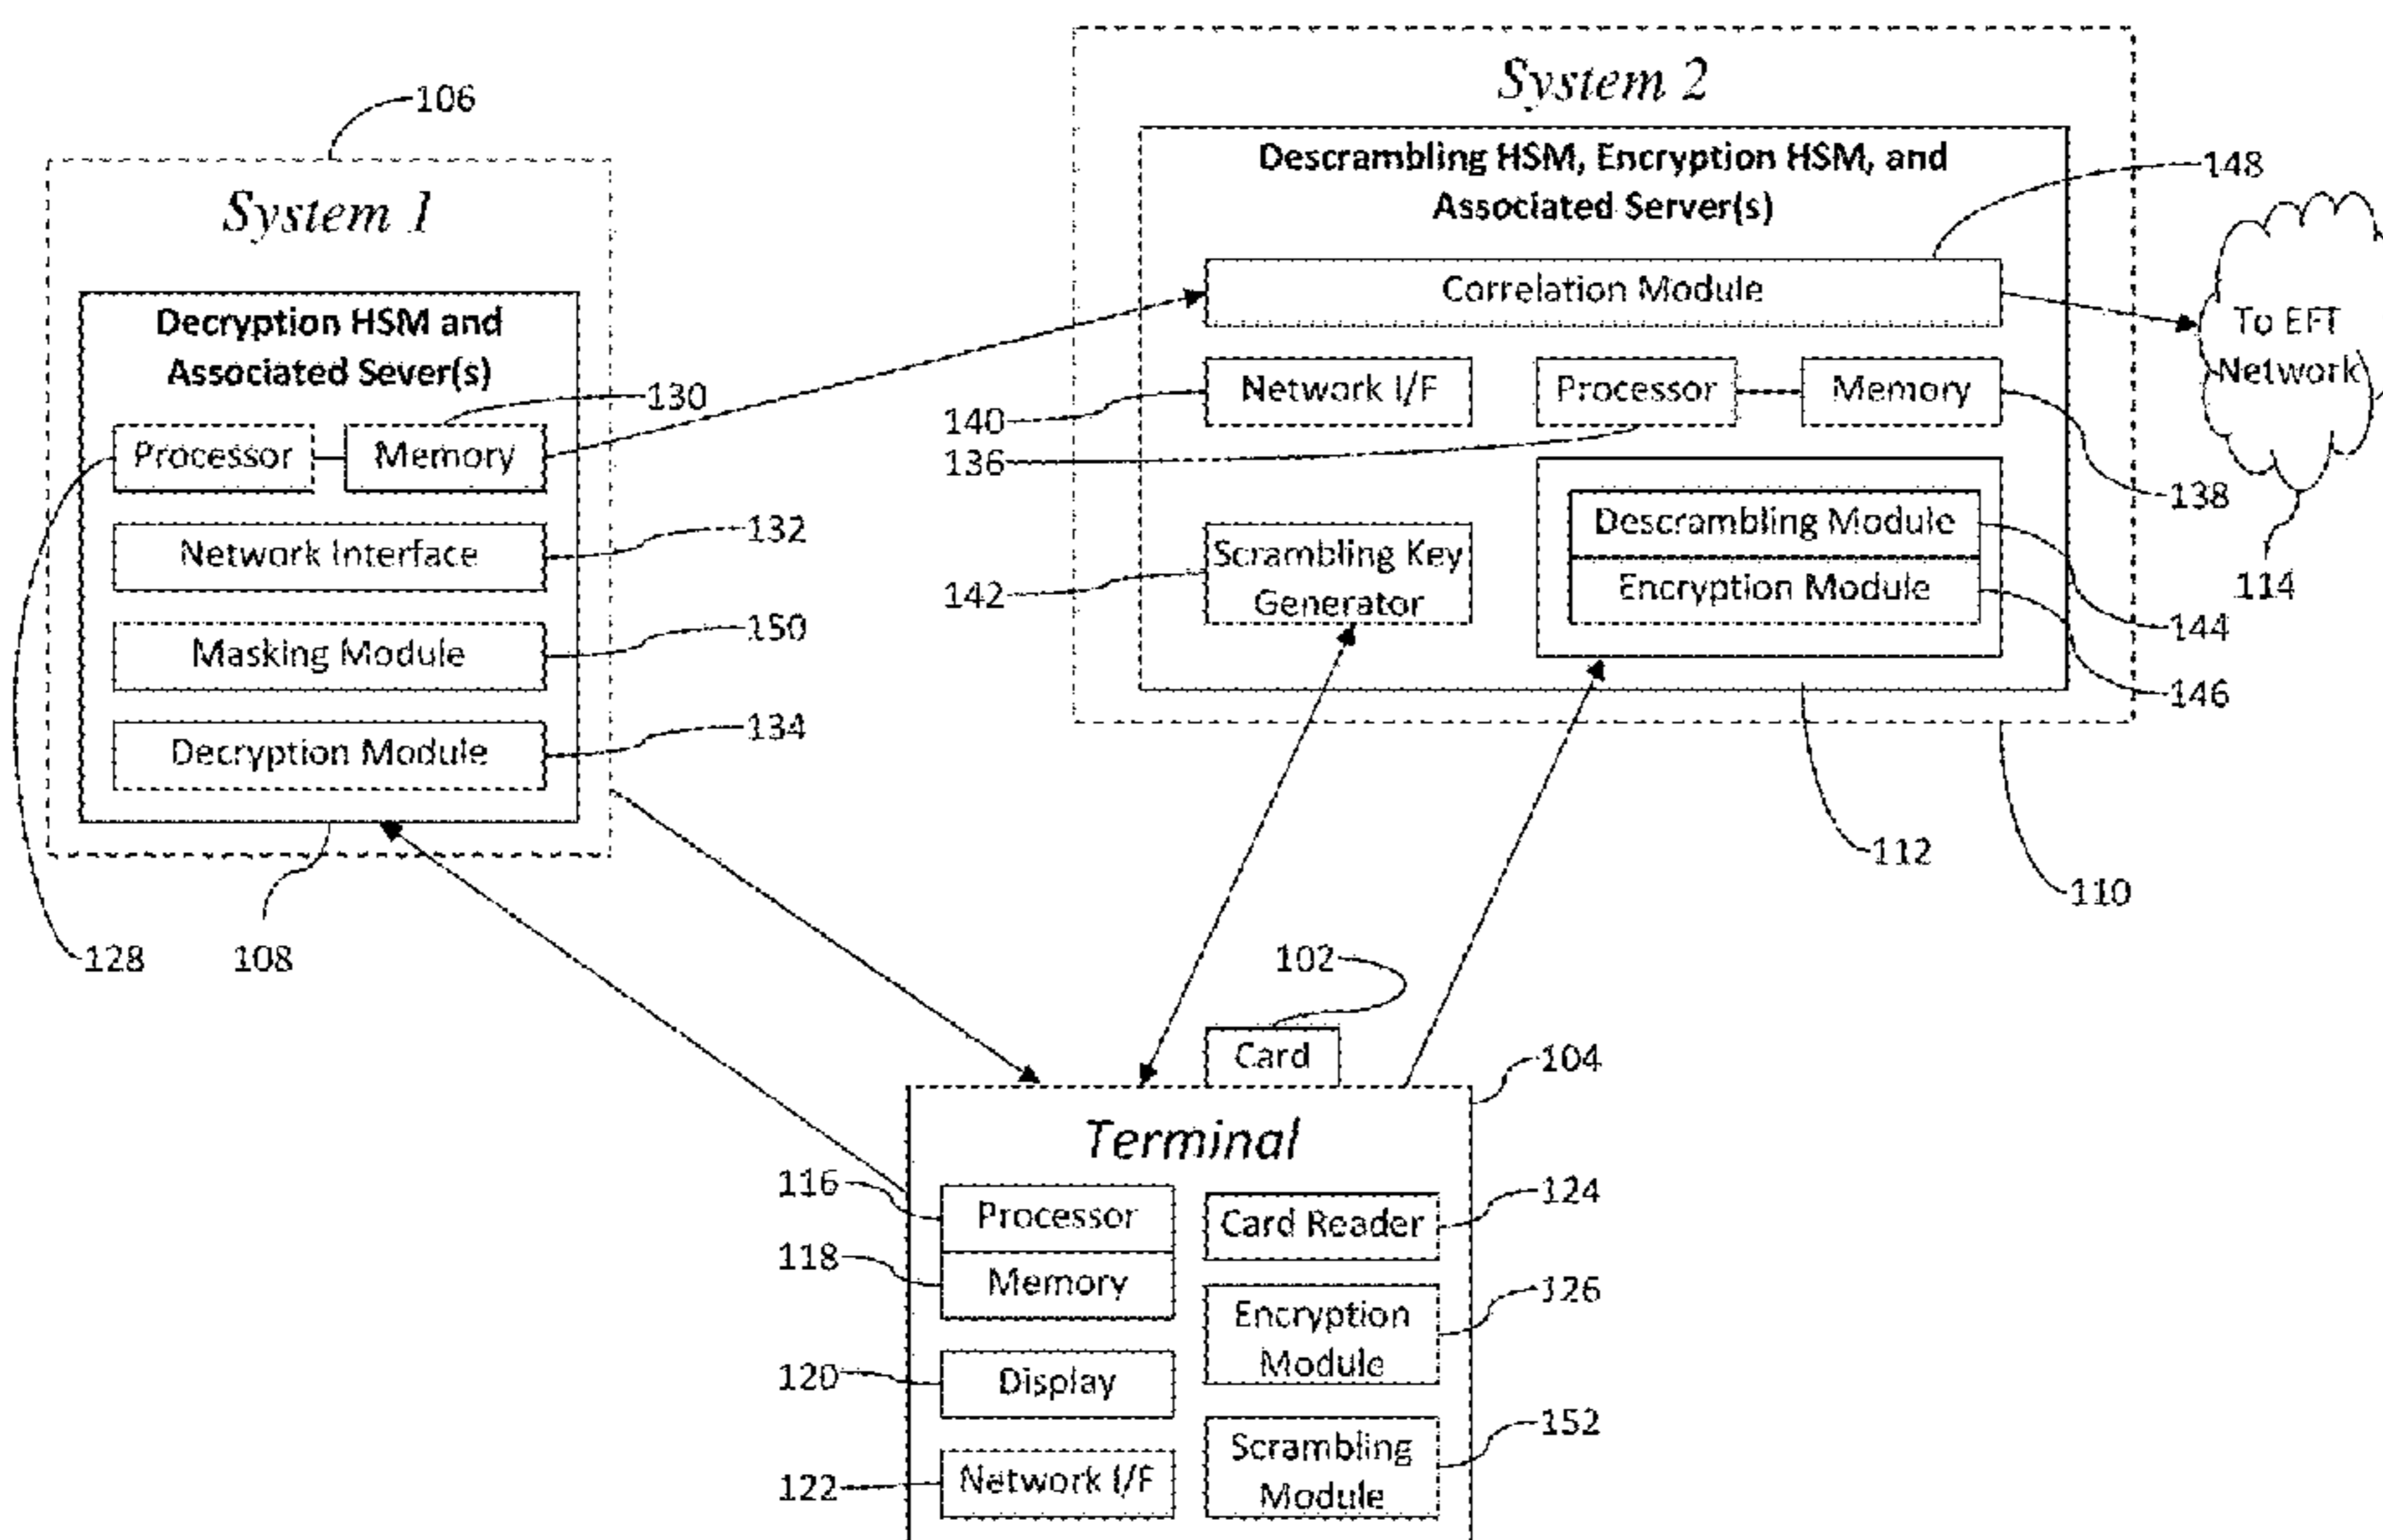 106
System 1
Decryption HSM and
Associated Sever(s)
130
Processor
Memory
Network Interface
132
Masking Module
150
Decryption Module
134
128
108
System 2
Descrambling HSM, Encryption HSM, and
Associated Server(s)
148
Correlation Module
To EFT
Network
140
Network I/F
Processor
Memory
136
138
142
Scrambling Key
Generator
Descrambling Module
Encryption Module
144
146
114
112
110
102
Card
104
Terminal
116
Processor
Card Reader
124
118
Memory
Encryption
Module
126
120
Display
Scrambling
Module
152
122
Network I/F